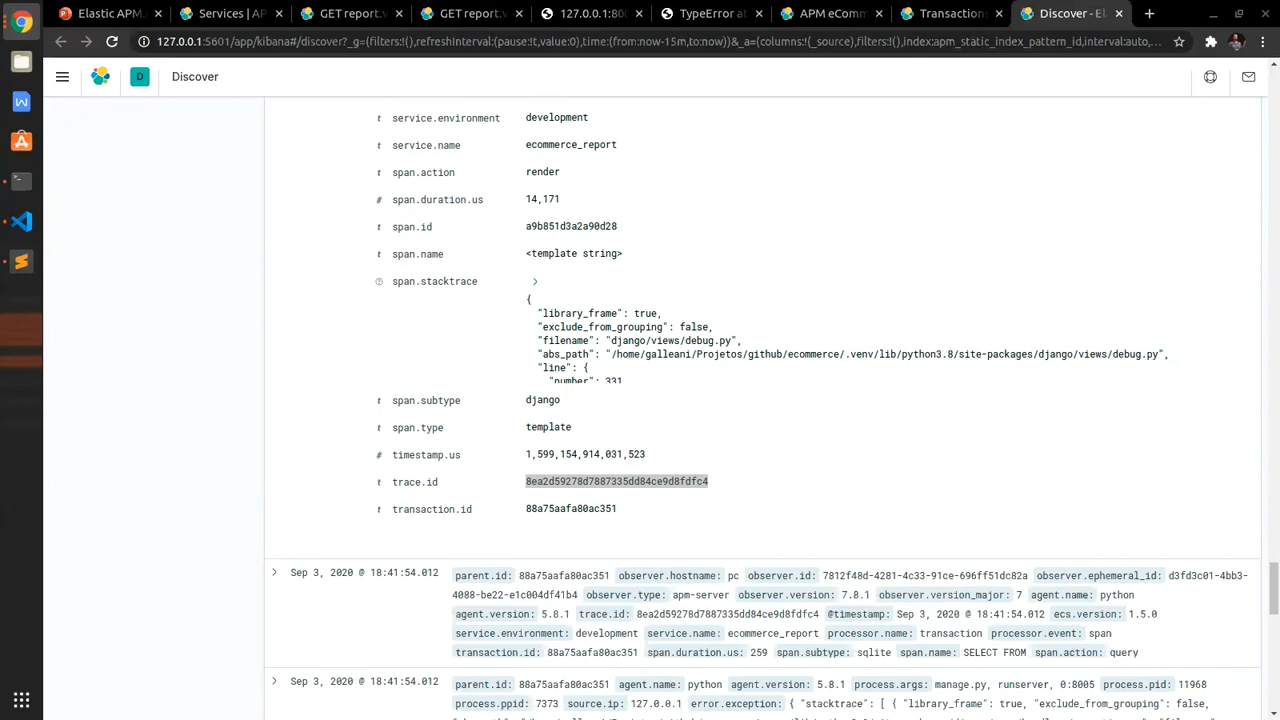 Elastic APM.p
Services | AP
GET report.v
GET report.v
127.0.0.1:800
TypeError at
APM eComm
Transaction
Discover - Ela
127.0.0.1:5601/app/kibana#/discover?_g=(filters:!(),refreshInterval:(pause:!t,value:0),time:(from:now-15m,to:now))&_a=(columns:!(_source),filters:!(),index:apm_static_index_pattern_id,interval:auto,...
D
Discover
t service.environment development
t service.name ecommerce_report
t span.action render
# span.duration.us 14,171
t span.id a9b851d3a2a90d28
t span.name <template string>
span.stacktrace
{
"library_frame": true,
"exclude_from_grouping": false,
"filename": "django/views/debug.py",
"abs_path": "/home/galleani/Projetos/github/ecommerce/.venv/lib/python3.8/site-packages/django/views/debug.py",
"line": {
"number": 331
t span.subtype django
t span.type template
# timestamp.us 1,599,154,914,031,523
t trace.id 8ea2d59278d7887335dd84ce9d8fdfc4
t transaction.id 88a75aafa80ac351
Sep 3, 2020 @ 18:41:54.012 parent.id: 88a75aafa80ac351 observer.hostname: pc observer.id: 7812f48d-4281-4c33-91ce-696ff51dc82a observer.ephemeral_id: d3fd3c01-4bb3-
4088-be22-e1c004df41b4 observer.type: apm-server observer.version: 7.8.1 observer.version_major: 7 agent.name: python
agent.version: 5.8.1 trace.id: 8ea2d59278d7887335dd84ce9d8fdfc4 @timestamp: Sep 3, 2020 @ 18:41:54.012 ecs.version: 1.5.0
service.environment: development service.name: ecommerce_report processor.name: transaction processor.event: span
transaction.id: 88a75aafa80ac351 span.duration.us: 259 span.subtype: sqlite span.name: SELECT FROM span.action: query
Sep 3, 2020 @ 18:41:54.012 parent.id: 88a75aafa80ac351 agent.name: python agent.version: 5.8.1 process.args: manage.py, runserver, 0:8005 process.pid: 11968
process.ppid: 7373 source.ip: 127.0.0.1 error.exception: { "stacktrace": [ { "library_frame": true, "exclude_from_grouping": false,